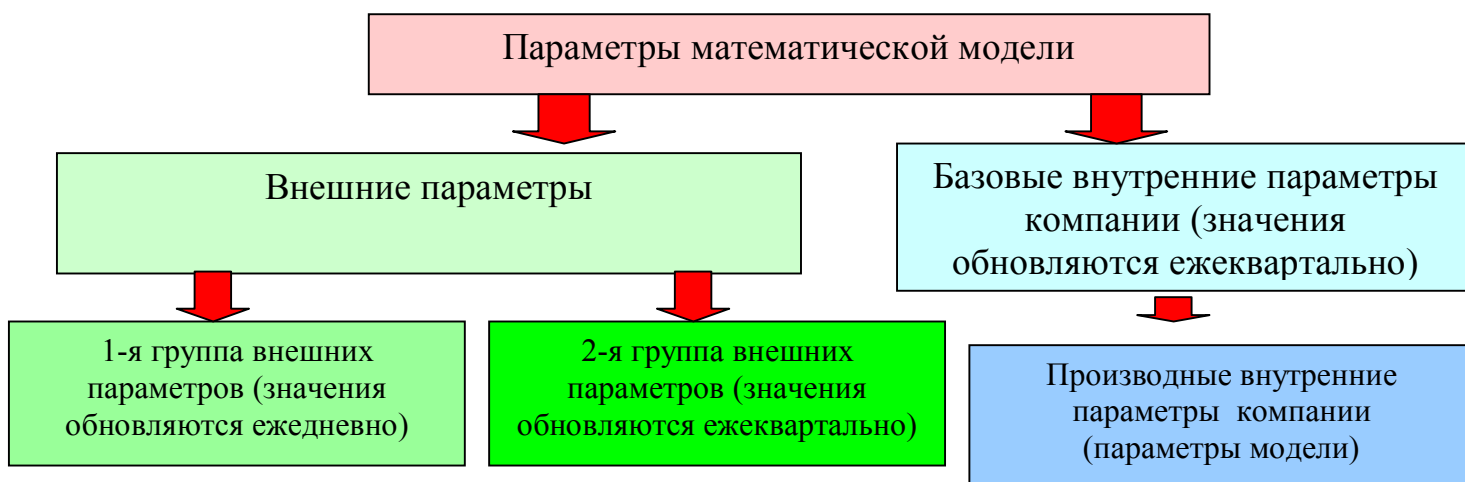 Параметры математической модели
Внешние параметры
Базовые внутренние параметры
компании (значения
обновляются ежеквартально)
1-я группа внешних
параметров (значения
обновляются ежедневно)
2-я группа внешних
параметров (значения
обновляются ежеквартально)
Производные внутренние
параметры компании
(параметры модели)